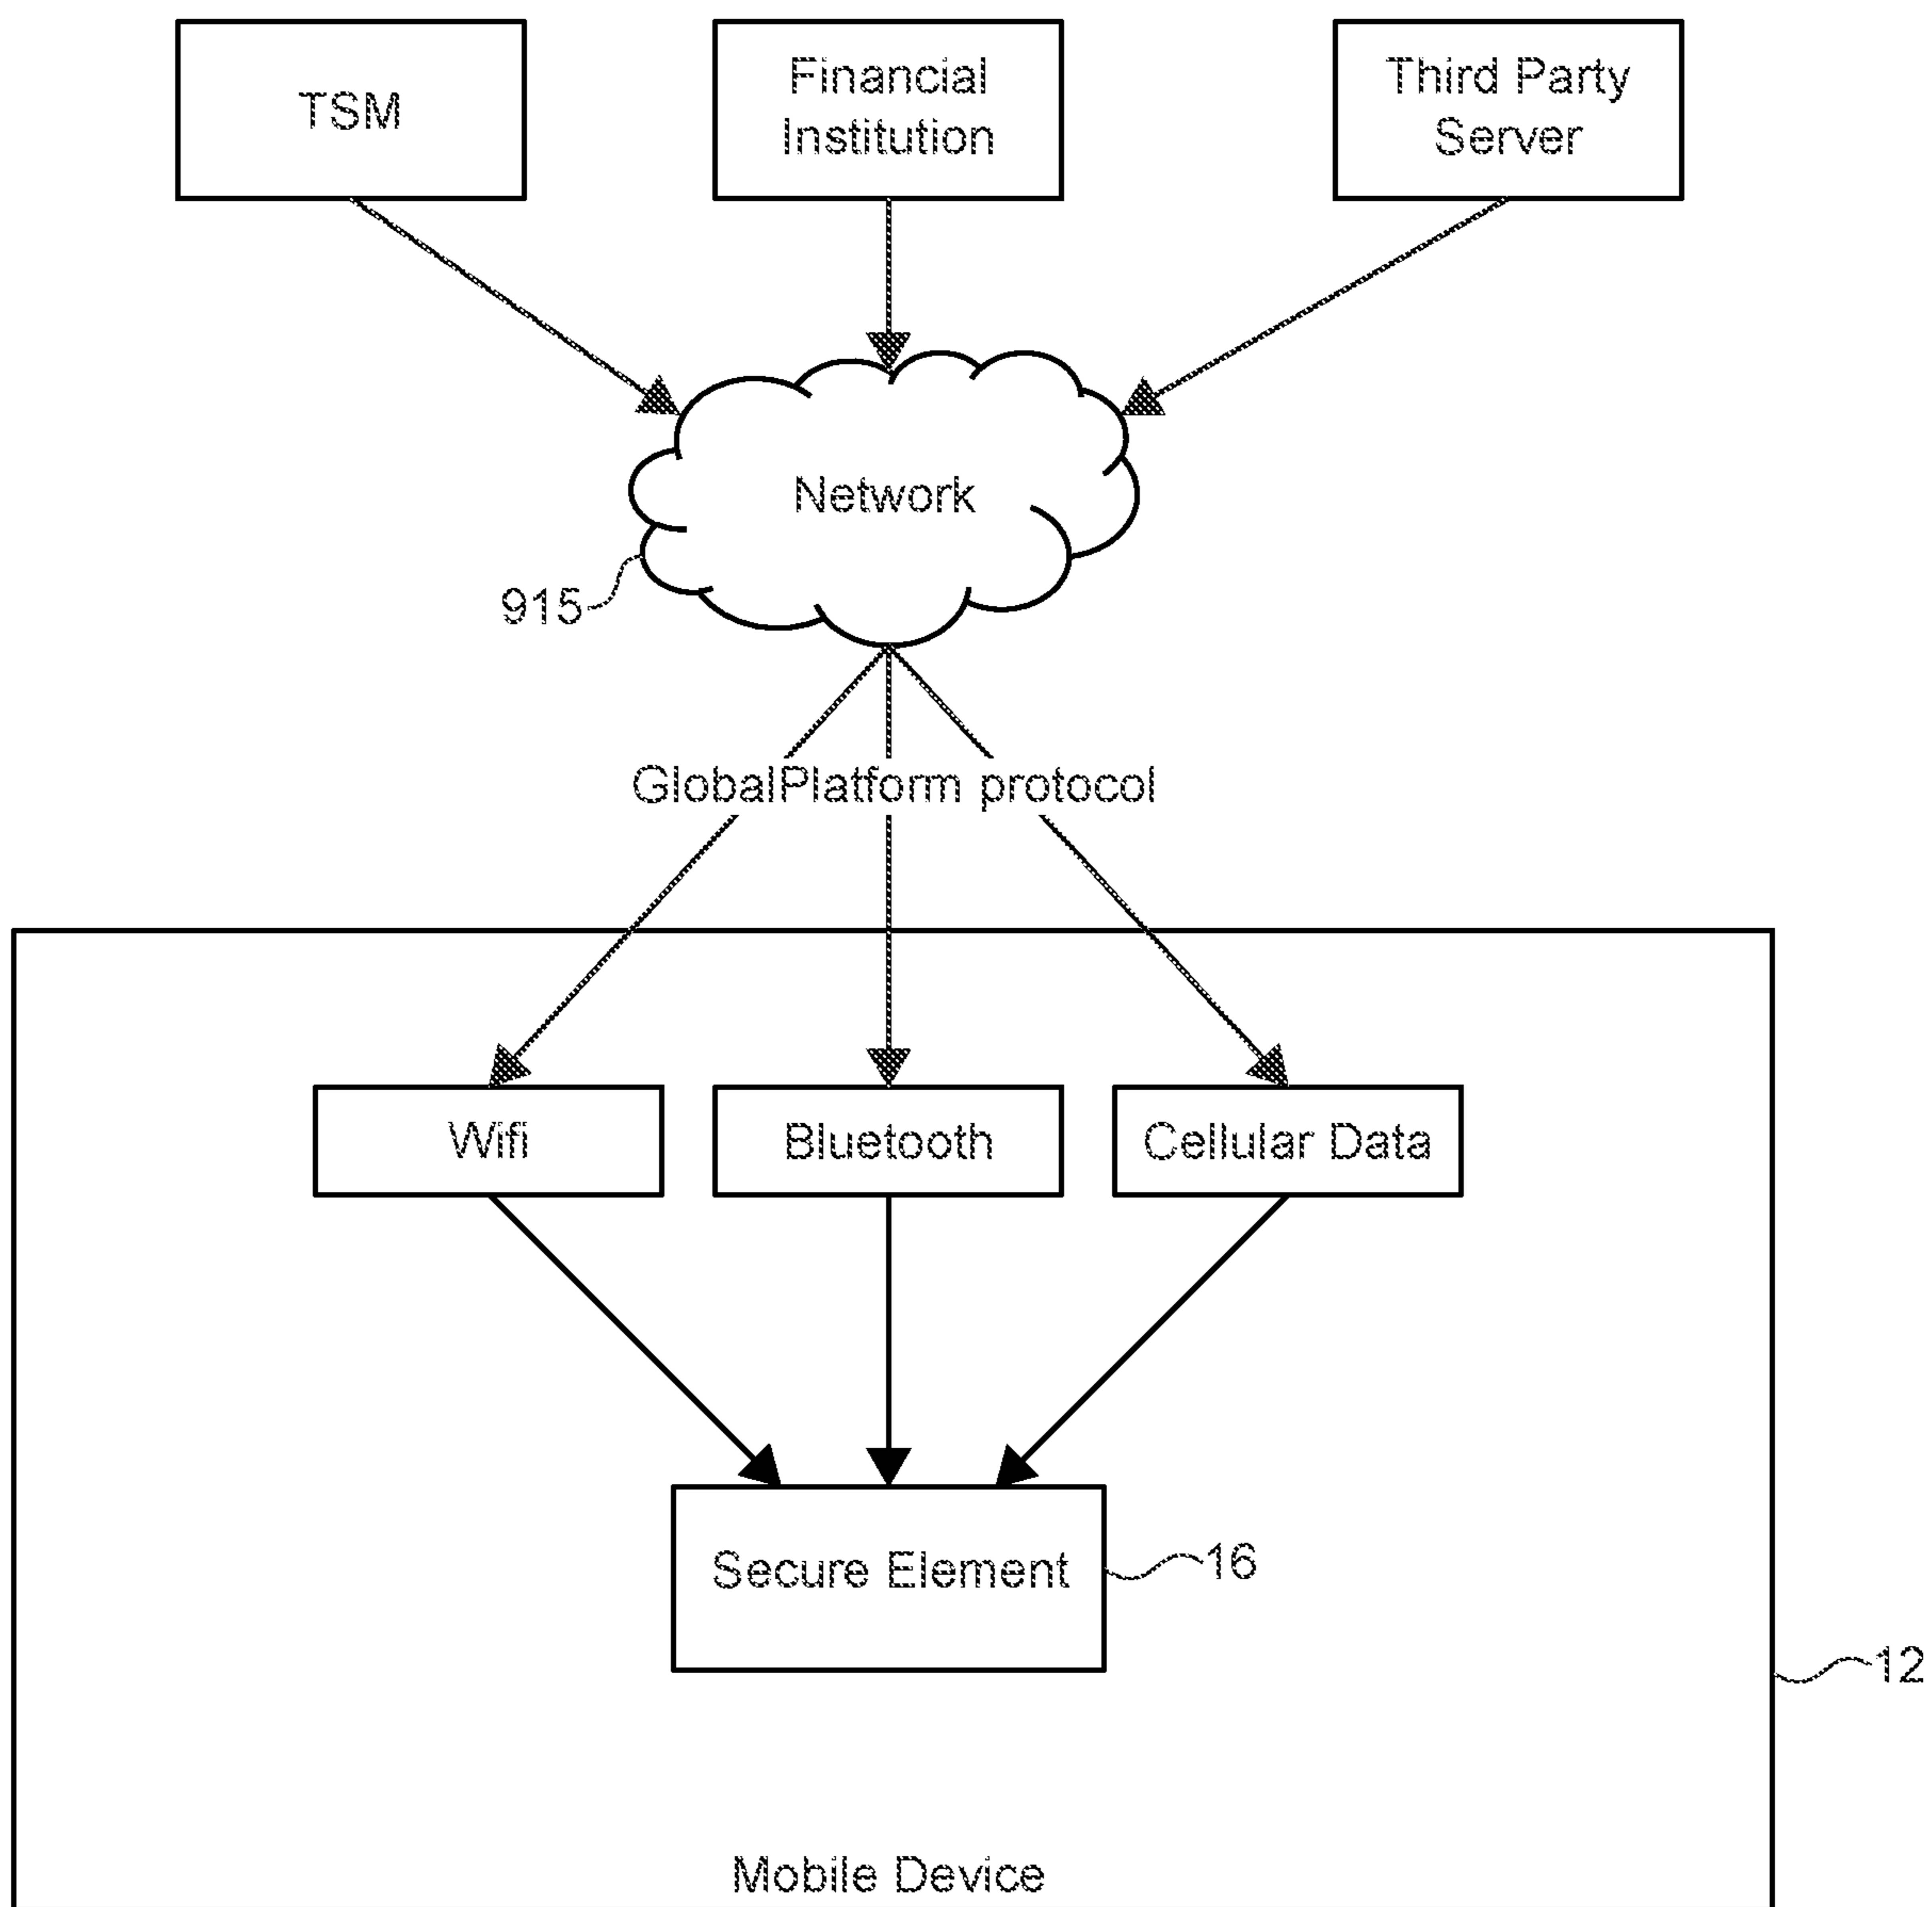 TSM
Financial
Institution
Third Party
Server
Network
915
GlobalPlatform protocol
Wifi
Bluetooth
Cellular Data
Secure Element
16
12
Mobile Device